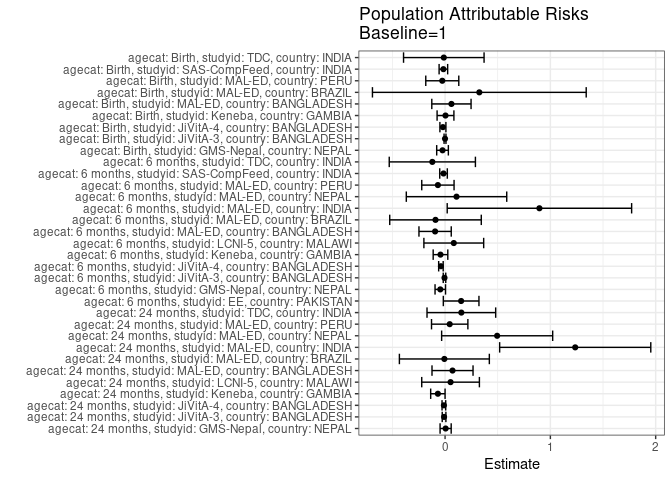 Population Attributable Risks
Baseline=1
agecat: Birth, studyid: TDC, country: INDIA
agecat: Birth, studyid: SAS-CompFeed, country: INDIA
agecat: Birth, studyid: MAL-ED, country: PERU
agecat: Birth, studyid: MAL-ED, country: BRAZIL
agecat: Birth, studyid: MAL-ED, country: BANGLADESH
agecat: Birth, studyid: Keneba, country: GAMBIA
agecat: Birth, studyid: JiVitA-4, country: BANGLADESH
agecat: Birth, studyid: JiVitA-3, country: BANGLADESH
agecat: Birth, studyid: GMS-Nepal, country: NEPAL
agecat: 6 months, studyid: TDC, country: INDIA
agecat: 6 months, studyid: SAS-CompFeed, country: INDIA
agecat: 6 months, studyid: MAL-ED, country: PERU
agecat: 6 months, studyid: MAL-ED, country: NEPAL
agecat: 6 months, studyid: MAL-ED, country: INDIA
agecat: 6 months, studyid: MAL-ED, country: BRAZIL
agecat: 6 months, studyid: MAL-ED, country: BANGLADESH
agecat: 6 months, studyid: LCNI-5, country: MALAWI
agecat: 6 months, studyid: Keneba, country: GAMBIA
agecat: 6 months, studyid: JiVitA-4, country: BANGLADESH
agecat: 6 months, studyid: JiVitA-3, country: BANGLADESH
agecat: 6 months, studyid: GMS-Nepal, country: NEPAL
agecat: 6 months, studyid: EE, country: PAKISTAN
agecat: 24 months, studyid: TDC, country: INDIA
agecat: 24 months, studyid: MAL-ED, country: PERU
agecat: 24 months, studyid: MAL-ED, country: NEPAL
agecat: 24 months, studyid: MAL-ED, country: INDIA
agecat: 24 months, studyid: MAL-ED, country: BRAZIL
agecat: 24 months, studyid: MAL-ED, country: BANGLADESH
agecat: 24 months, studyid: LCNI-5, country: MALAWI
agecat: 24 months, studyid: Keneba, country: GAMBIA
agecat: 24 months, studyid: JiVitA-4, country: BANGLADESH
agecat: 24 months, studyid: JiVitA-3, country: BANGLADESH
agecat: 24 months, studyid: GMS-Nepal, country: NEPAL
0 1 2
Estimate